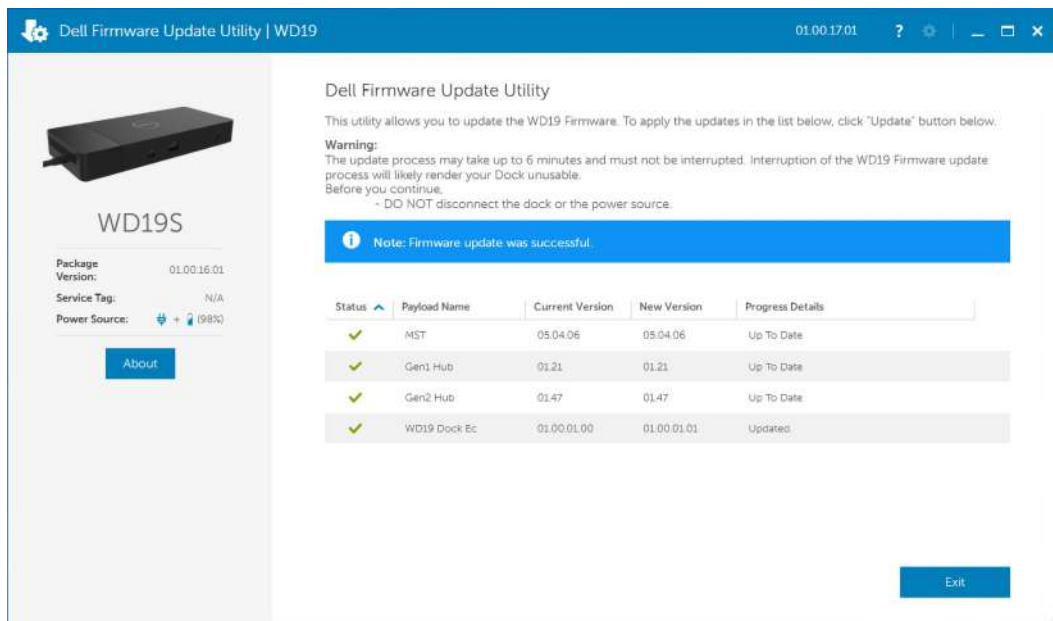 Dell Firmware Update Utility | WD19
01.00.17.01
?
Dell Firmware Update Utility
This utility allows you to update the WD19 Firmware. To apply the updates in the list below, click "Update" button below.
Warning:
The update process may take up to 6 minutes and must not be interrupted. Interruption of the WD19 Firmware update
process will likely render your Dock unusable.
Before you continue,
- DO NOT disconnect the dock or the power source.
WD19S
Note: Firmware update was successful.
Package
Version: 01.00.16.01
Service Tag: N/A
Power Source: + (98%)
About
Status Payload Name Current Version New Version Progress Details
MST 05.04.06 05.04.06 Up To Date
Gen1 Hub 01.21 01.21 Up To Date
Gen2 Hub 01.47 01.47 Up To Date
WD19 Dock Ec 01.00.01.00 01.00.01.01 Updated.
Exit